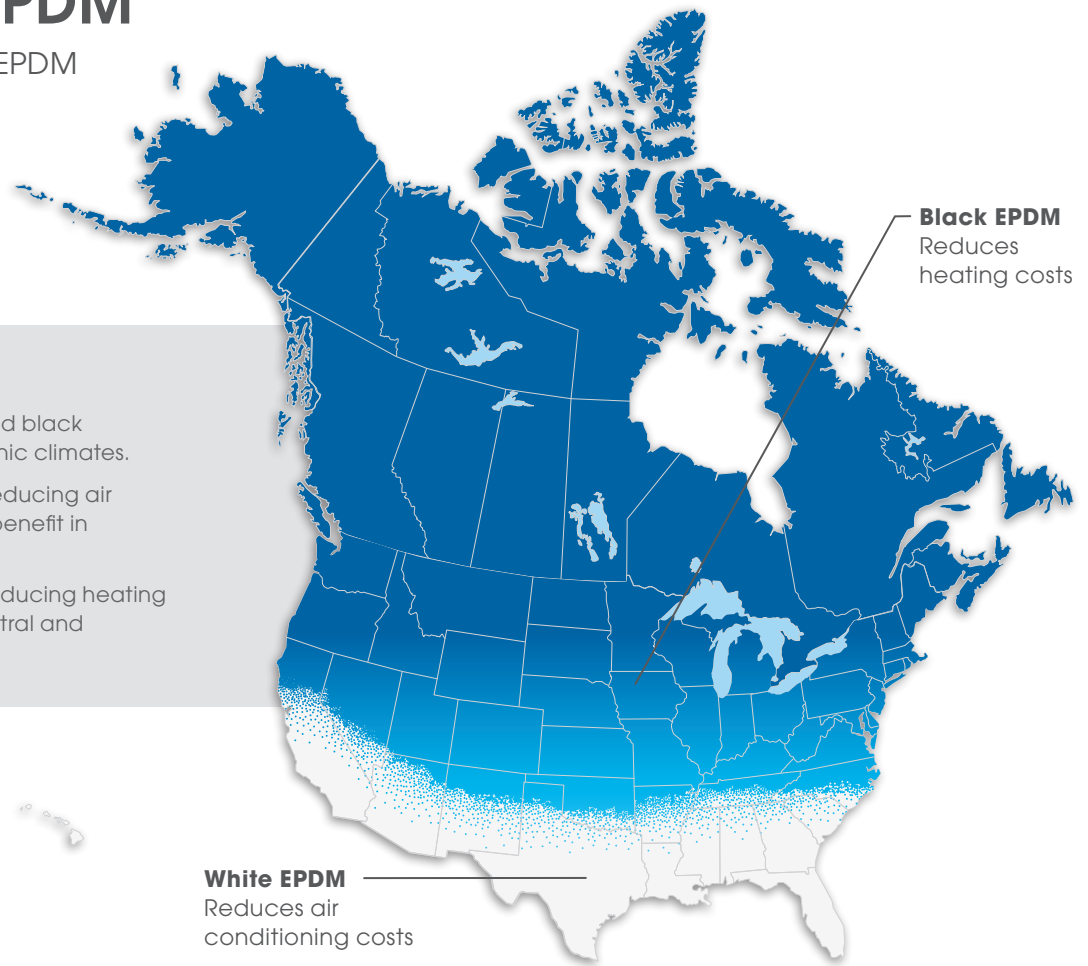 EPDM
EPDM
Black EPDM
Reduces
heating costs
d black
nic climates.
educing air
benefit in
ducing heating
tral and
White EPDM
Reduces air
conditioning costs